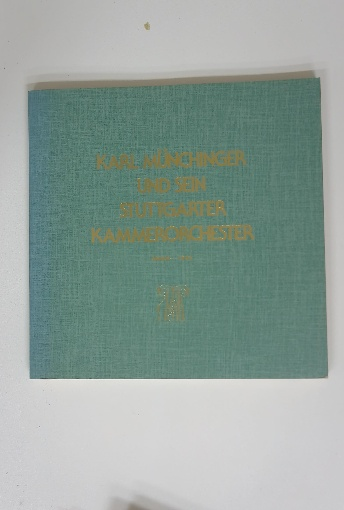 KARL MÜNCHINGER
UND SEIN
STUTTGARTER
KAMMERORCHESTER